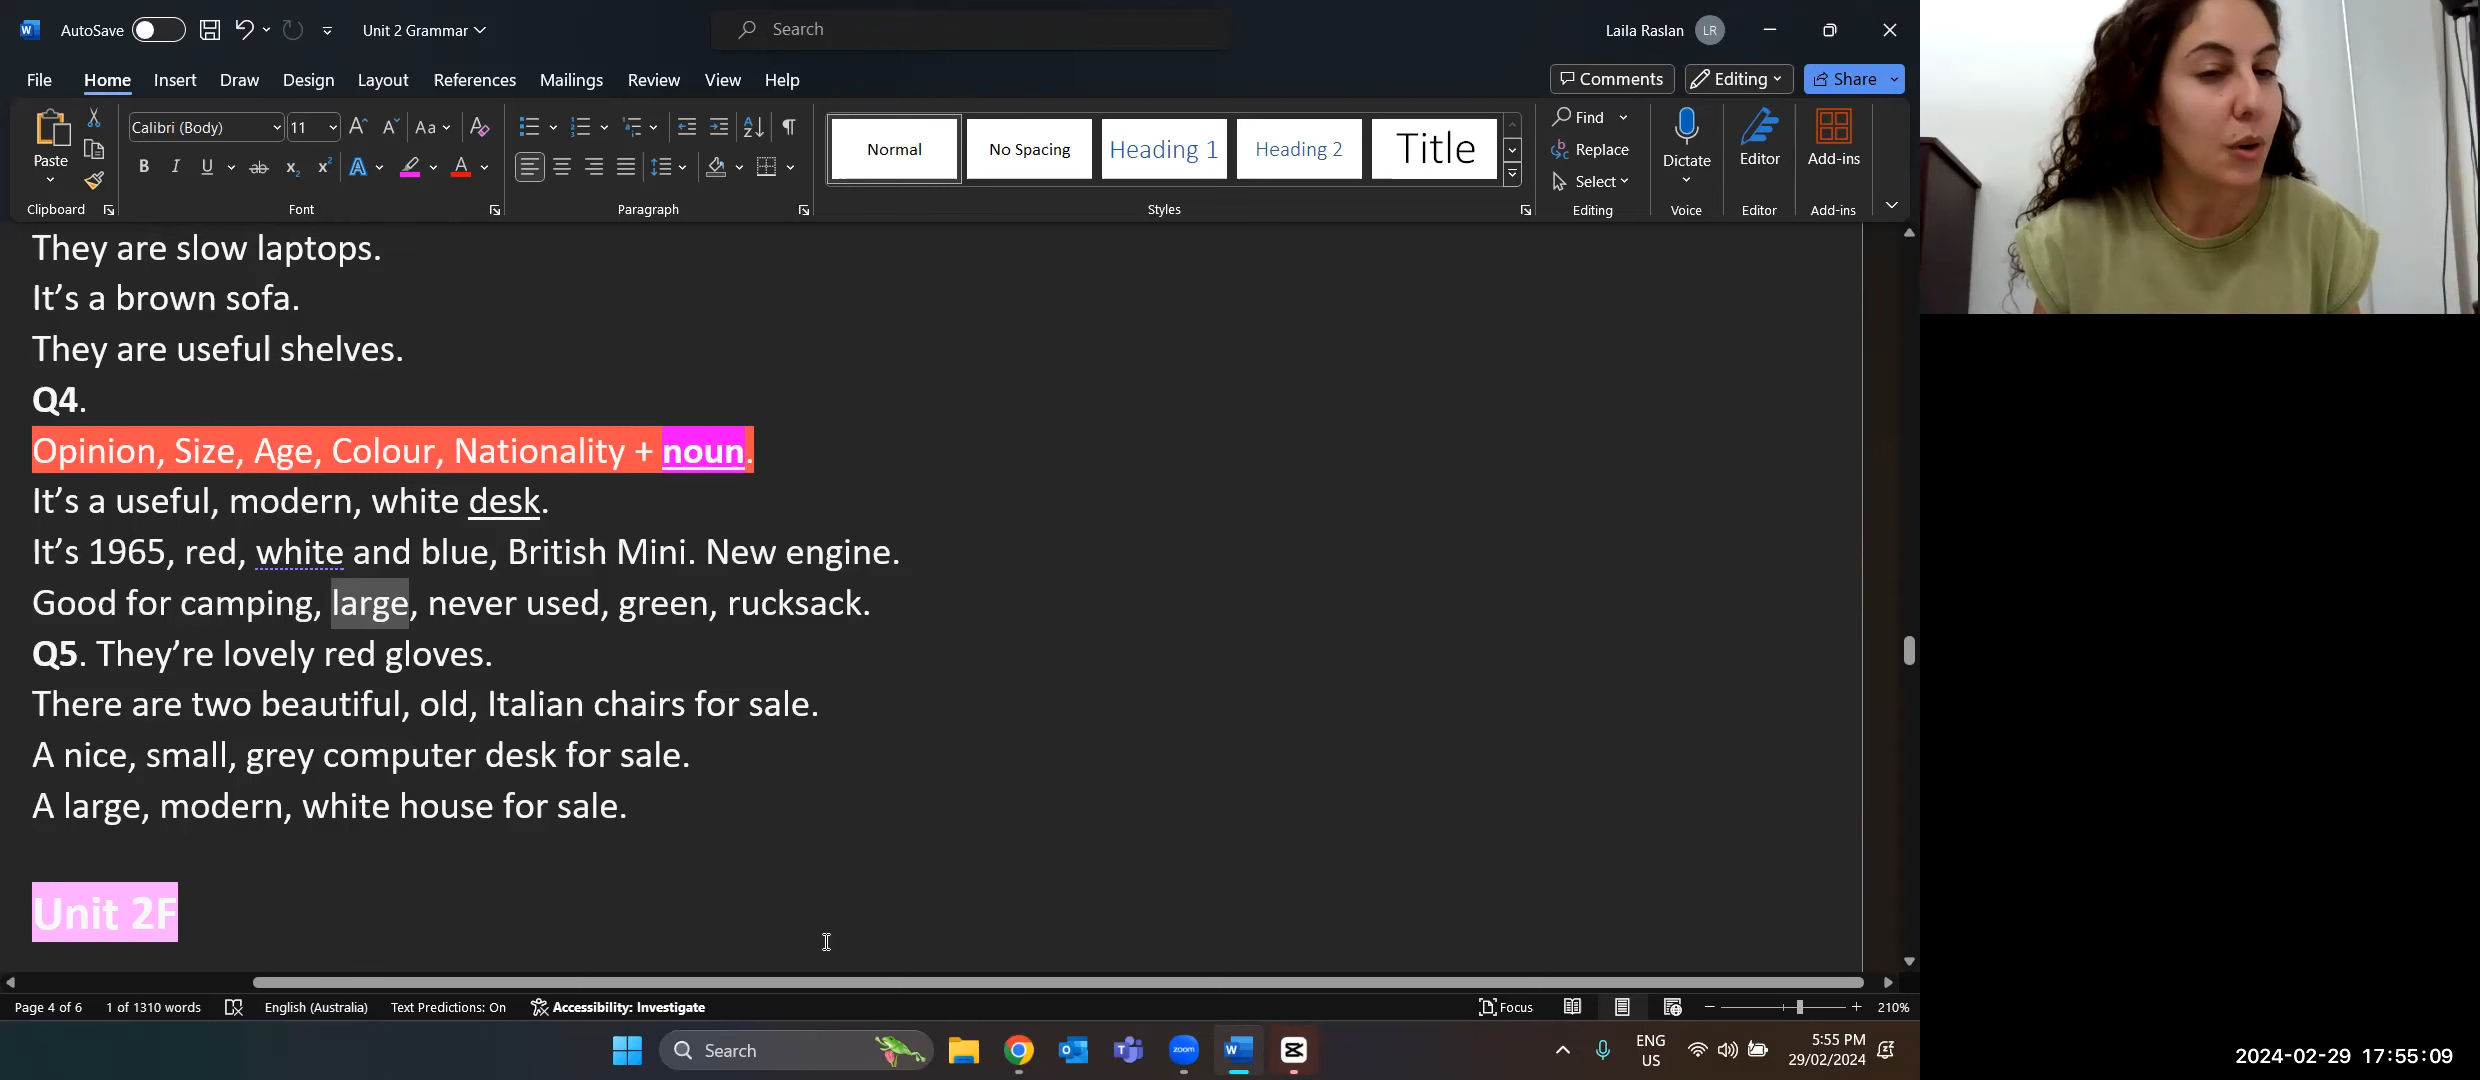 AutoSave
Unit 2 Grammar
Search
Laila Raslan
LR
File Home Insert Draw Design Layout References Mailings Review View Help
Comments
Editing
Share
Paste
Clipboard
Calibri (Body)
11
Font
Paragraph
Normal
No Spacing
Heading 1
Heading 2
Title
Styles
Find
Replace
Select
Editing
Dictate
Voice
Editor
Editor
Add-ins
Add-ins
They are slow laptops.
It’s a brown sofa.
They are useful shelves.
Q4.
Opinion, Size, Age, Colour, Nationality + noun.
It’s a useful, modern, white desk.
It’s 1965, red, white and blue, British Mini. New engine.
Good for camping, large, never used, green, rucksack.
Q5. They’re lovely red gloves.
There are two beautiful, old, Italian chairs for sale.
A nice, small, grey computer desk for sale.
A large, modern, white house for sale.
Unit 2F
Page 4 of 6
1 of 1310 words
English (Australia)
Text Predictions: On
Accessibility: Investigate
Focus
210%
Search
zoom
ENG
US
5:55 PM
29/02/2024
2024-02-29 17:55:09